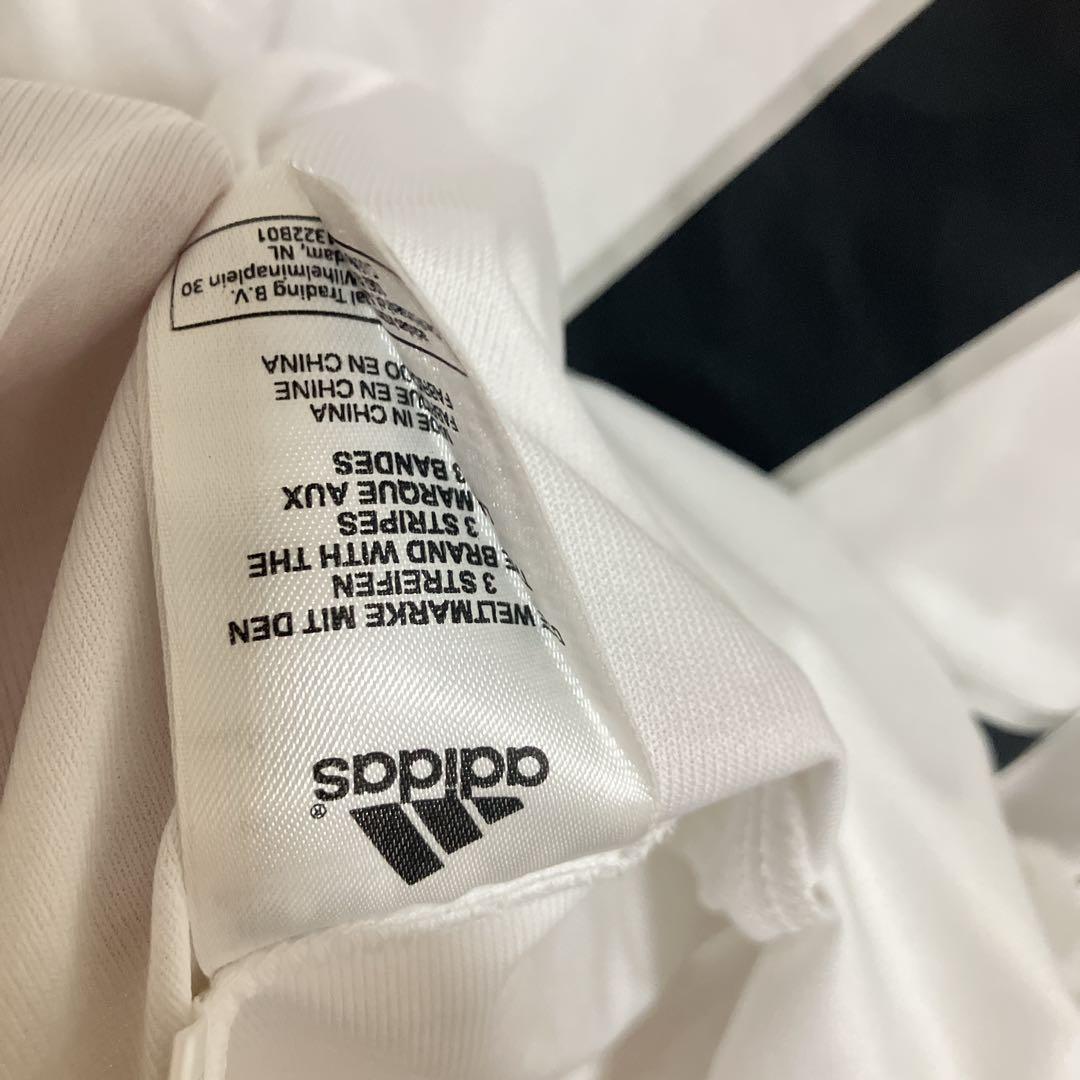 adidas®
WELTMARKE MIT DEN
3 STREIFEN
BRAND WITH THE
3 STRIPES
MARQUE AUX
3 BANDES
IN CHINA
EN CHINE
EN CHINA
Trading B.V.
Wilhelminaplein 30
NL